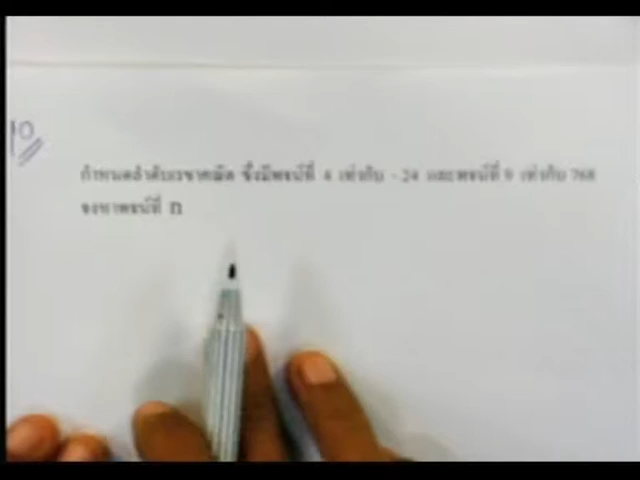 10
กำหนดลำดับเรขาคณิต ซึ่งมีพจน์ที่ 4 เท่ากับ - 24 และพจน์ที่ 9 เท่ากับ 768
จงหาพจน์ที่ n